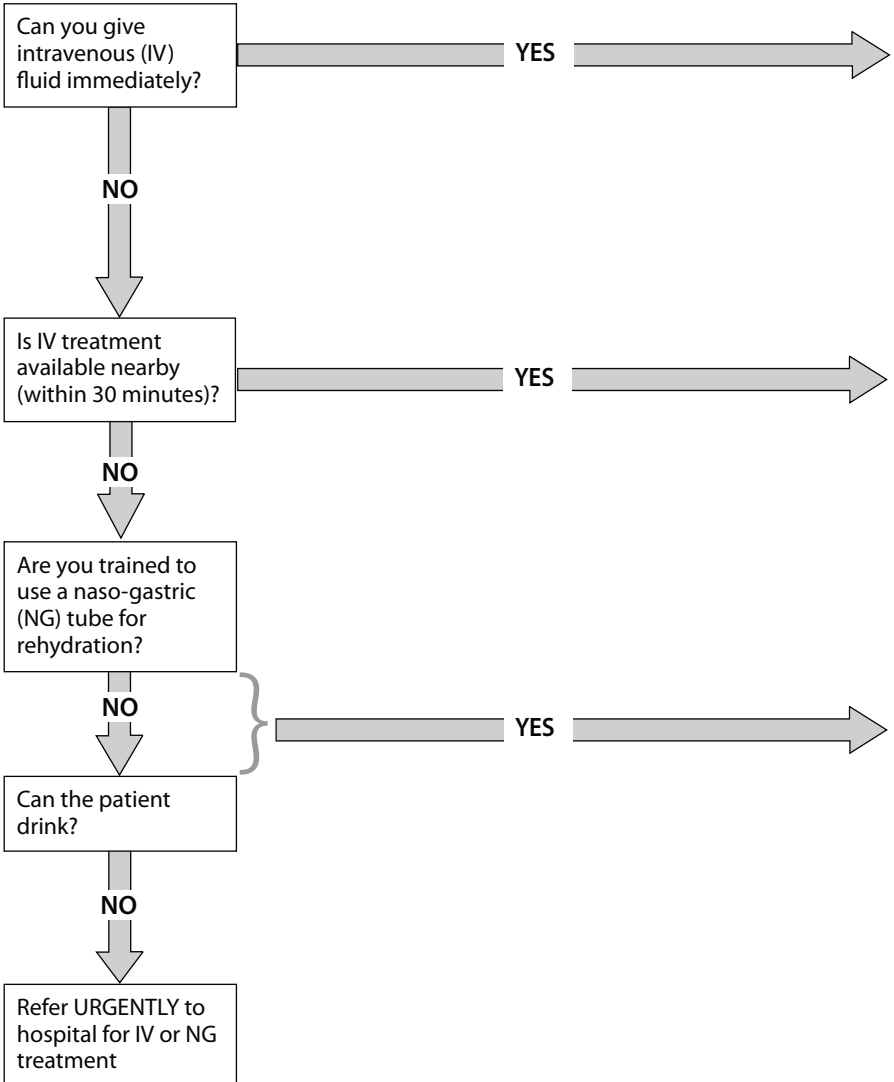 Can you give
intravenous (IV)
fluid immediately?
YES
NO
Is IV treatment
available nearby
(within 30 minutes)?
YES
NO
Are you trained to
use a naso-gastric
(NG) tube for
rehydration?
NO
YES
Can the patient
drink?
NO
Refer URGENTLY to
hospital for IV or NG
treatment